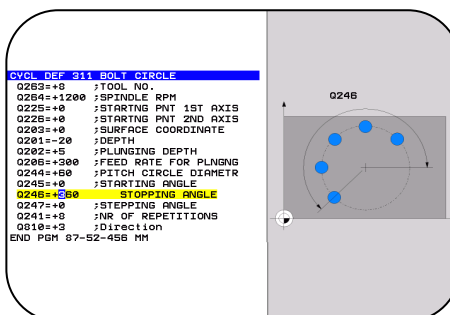 CYCL DEF 311 BOLT CIRCLE
Q263=+8 ;TOOL NO.
Q264=+1200 ;SPINDLE RPM
Q225=+0 ;STARTNG PNT 1ST AXIS
Q226=+0 ;STARTNG PNT 2ND AXIS
Q203=+0 ;SURFACE COORDINATE
Q201=-20 ;DEPTH
Q202=+5 ;PLUNGING DEPTH
Q206=+300 ;FEED RATE FOR PLNGNG
Q244=+60 ;PITCH CIRCLE DIAMETR
Q245=+0 ;STARTING ANGLE
Q246=+360 STOPPING ANGLE
Q247=+0 ;STEPPING ANGLE
Q241=+8 ;NR OF REPETITIONS
Q810=+3 ;Direction
END PGM 87-52-456 MM
Q246